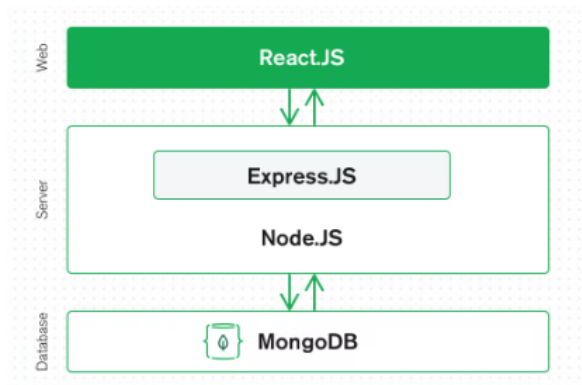 Web
React.JS
Server
Express.JS
Node.JS
Database
MongoDB